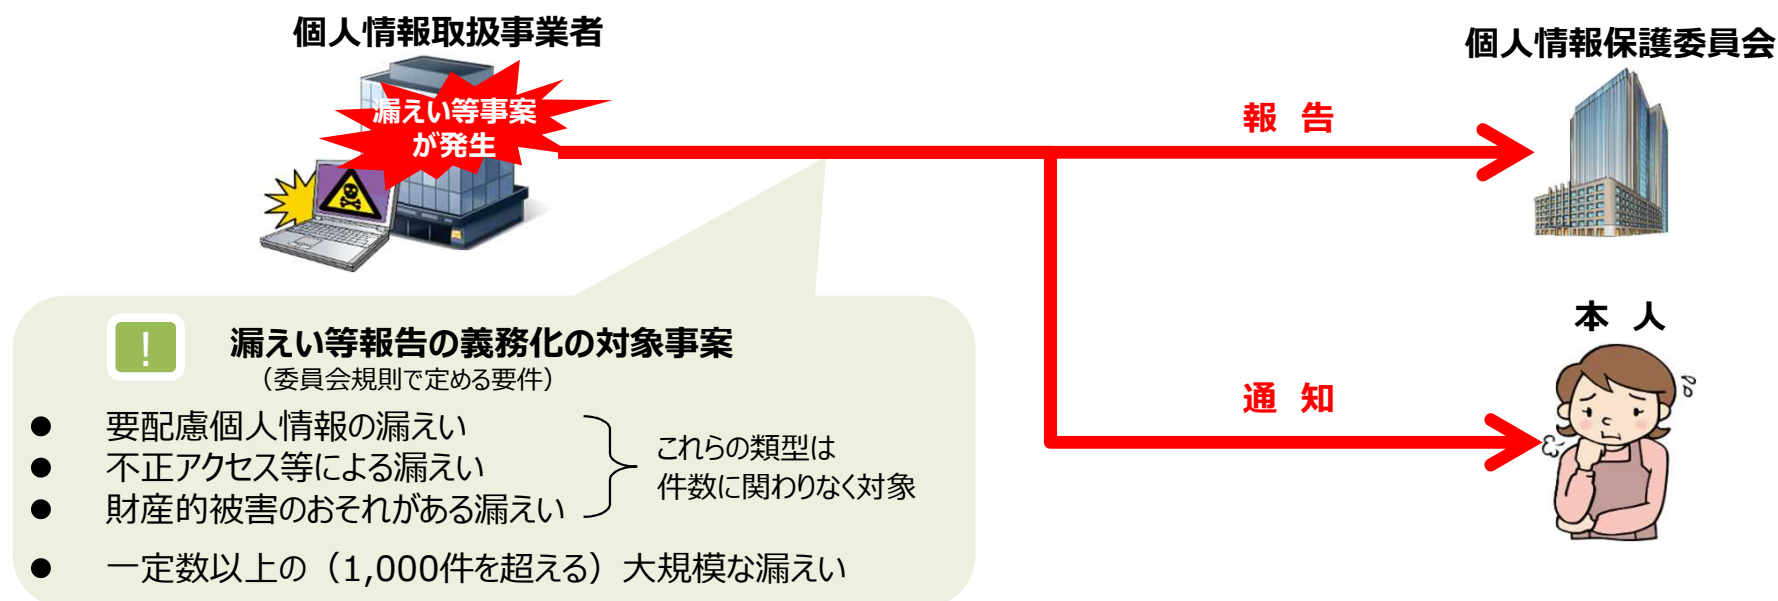 個人情報取扱事業者
個人情報保護委員会
漏えい等事案
が発生
報 告
本 人
通 知
!
漏えい等報告の義務化の対象事案
（委員会規則で定める要件）
● 要配慮個人情報の漏えい
● 不正アクセス等による漏えい
● 財産的被害のおそれがある漏えい
これらの類型は
件数に関わりなく対象
● 一定数以上の（1,000件を超える）大規模な漏えい